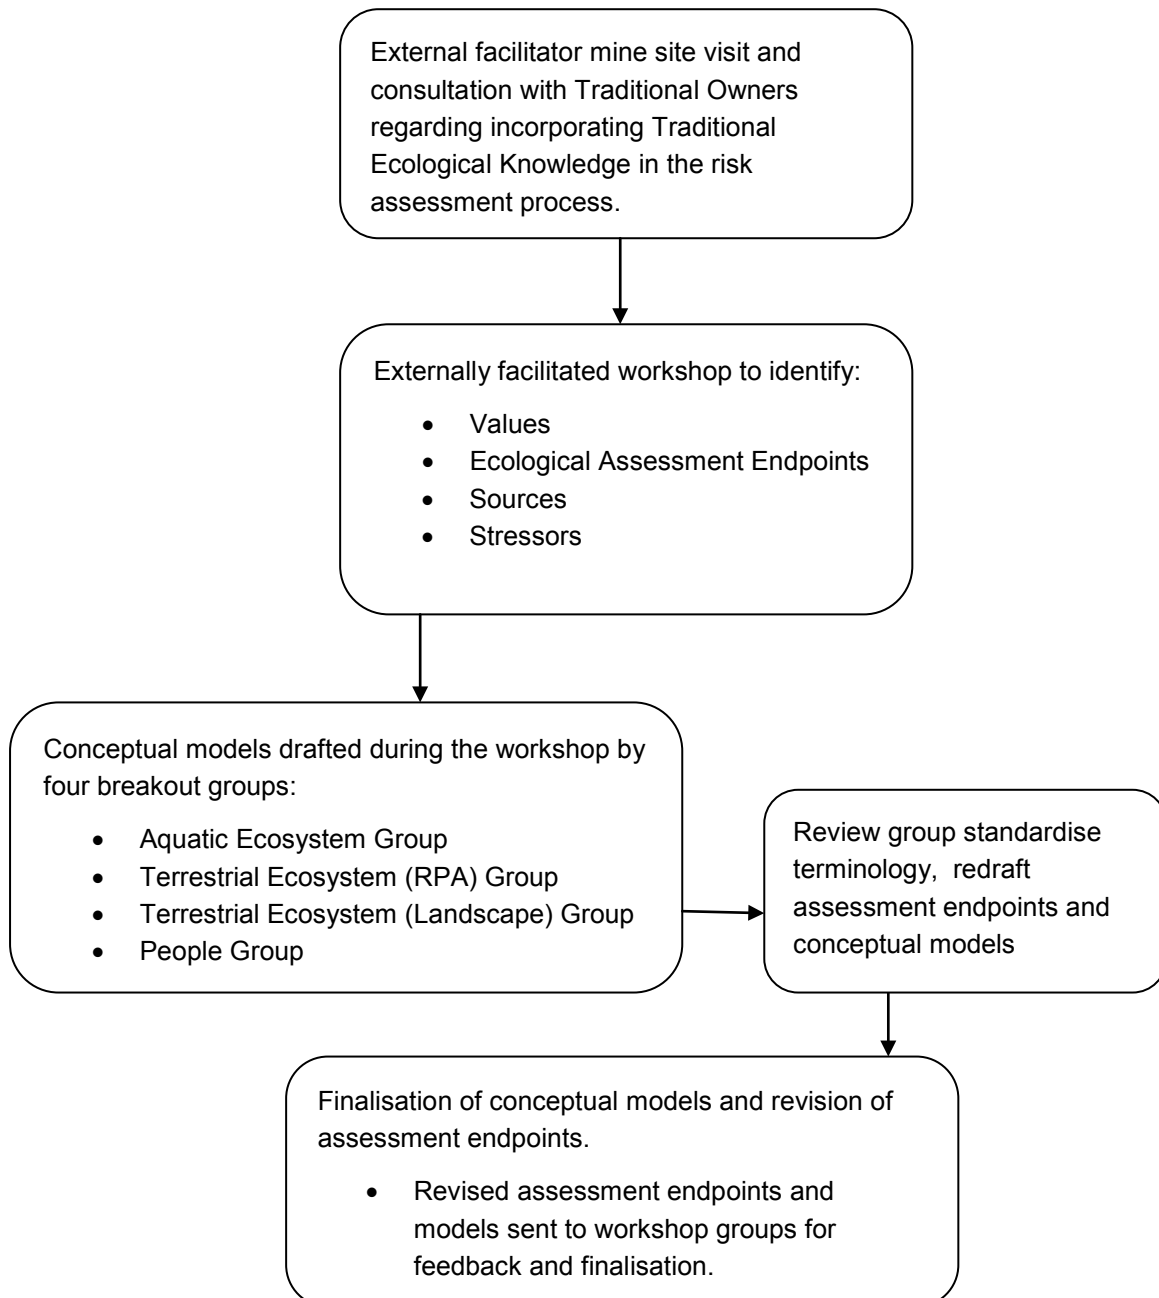 External facilitator mine site visit and
consultation with Traditional Owners
regarding incorporating Traditional
Ecological Knowledge in the risk
assessment process.
Externally facilitated workshop to identify:
• Values
• Ecological Assessment Endpoints
• Sources
• Stressors
Conceptual models drafted during the workshop by
four breakout groups:
• Aquatic Ecosystem Group
• Terrestrial Ecosystem (RPA) Group
• Terrestrial Ecosystem (Landscape) Group
• People Group
Review group standardise
terminology, redraft
assessment endpoints and
conceptual models
Finalisation of conceptual models and revision of
assessment endpoints.
• Revised assessment endpoints and
models sent to workshop groups for
feedback and finalisation.